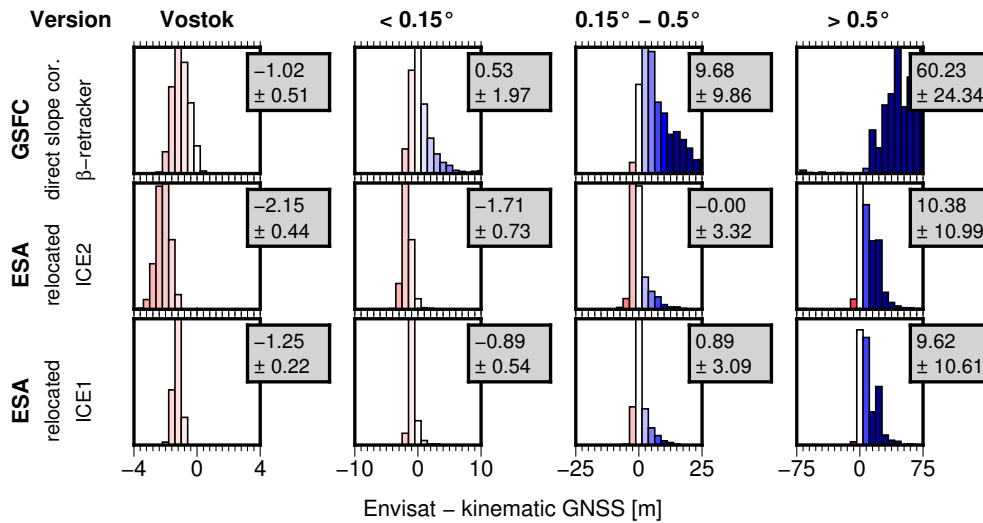 Version Vostok < 0.15° 0.15° − 0.5° > 0.5°
GSFC
direct slope cor.
β−retracker
−1.02
± 0.51
0.53
± 1.97
9.68
± 9.86
60.23
± 24.34
ESA
relocated
ICE2
−2.15
± 0.44
−1.71
± 0.73
−0.00
± 3.32
10.38
± 10.99
ESA
relocated
ICE1
−1.25
± 0.22
−0.89
± 0.54
0.89
± 3.09
9.62
± 10.61
−4 0 4 −10 0 10 −25 0 25 −75 0 75
Envisat − kinematic GNSS [m]